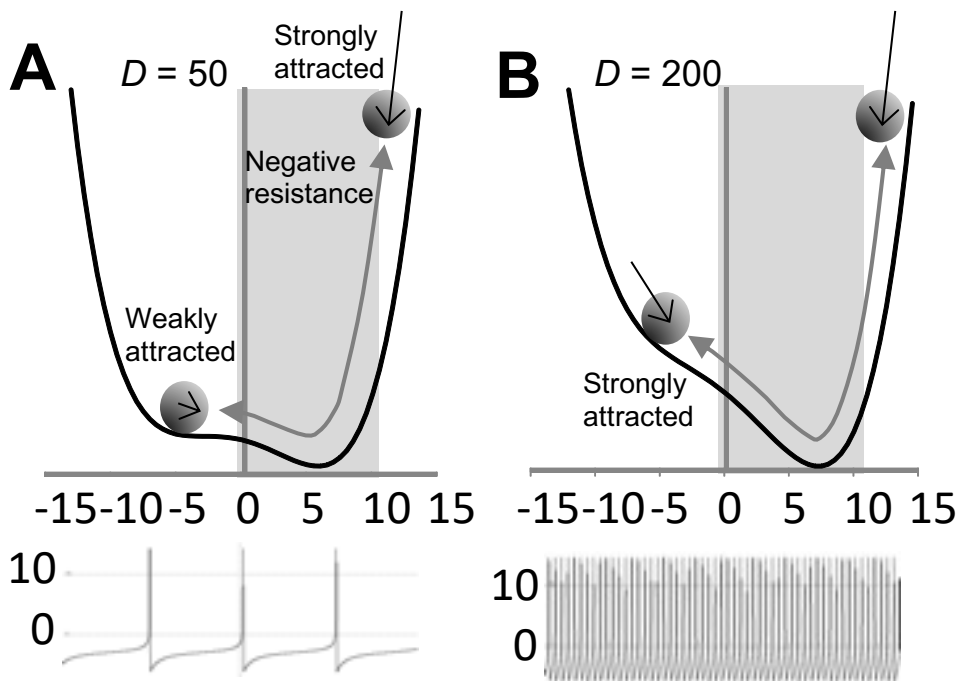 A
D = 50
Strongly
attracted
Negative
resistance
Weakly
attracted
-15 -10 -5 0 5 10 15
10
0
B
D = 200
Strongly
attracted
-15 -10 -5 0 5 10 15
10
0